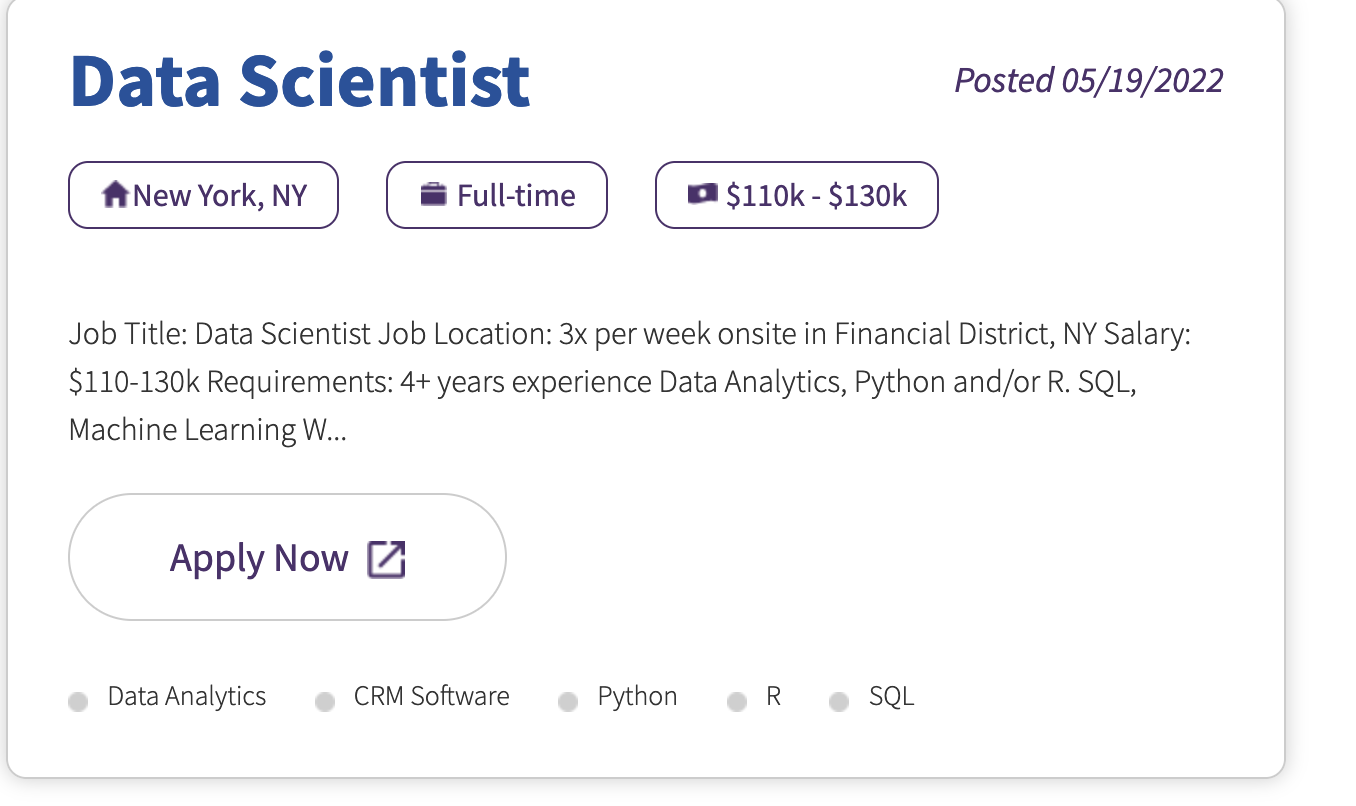 Data Scientist
Posted 05/19/2022
New York, NY
Full-time
$110k - $130k
Job Title: Data Scientist Job Location: 3x per week onsite in Financial District, NY Salary:
$110-130k Requirements: 4+ years experience Data Analytics, Python and/or R. SQL,
Machine Learning W...
Apply Now
Data Analytics
CRM Software
Python
R
SQL